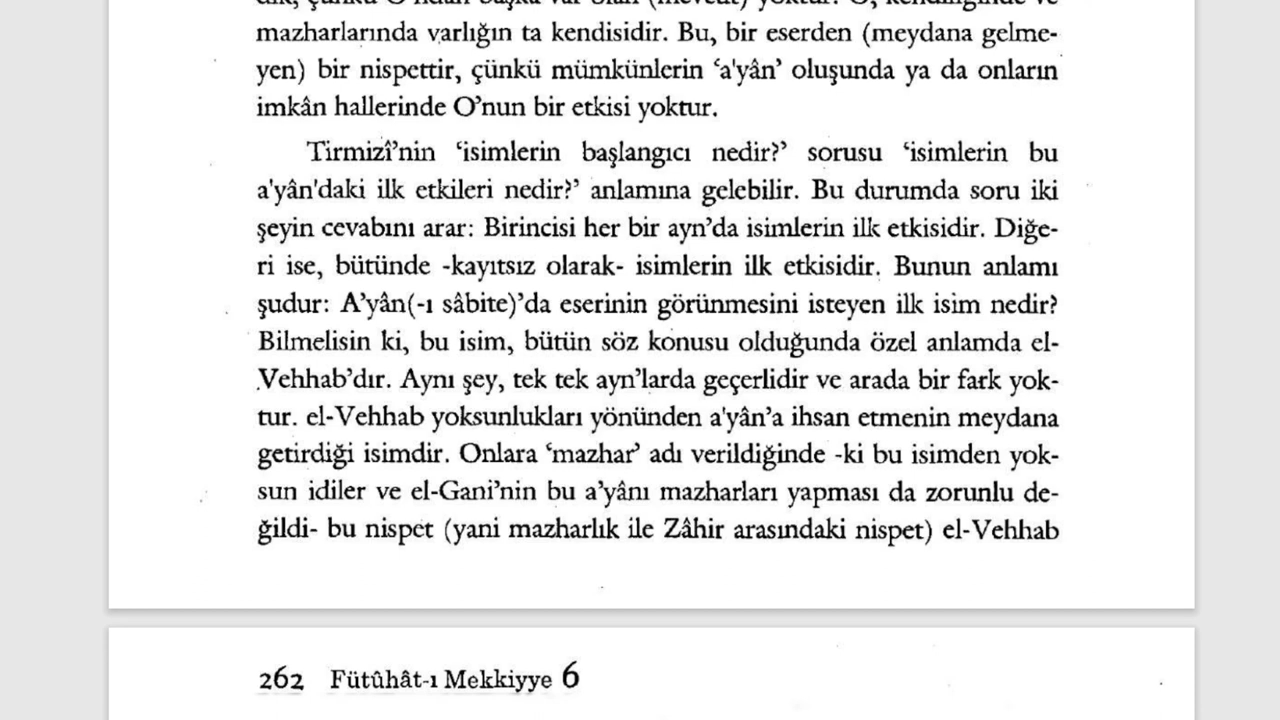 mazharlarında varlığın ta kendisidir. Bu, bir eserden (meydana gelme-
yen) bir nispettir, çünkü mümkünlerin ‘a'yân’ oluşunda ya da onların
imkân hallerinde O’nun bir etkisi yoktur.
Tirmizî’nin ‘isimlerin başlangıcı nedir?’ sorusu ‘isimlerin bu
a'yân'daki ilk etkileri nedir?’ anlamına gelebilir. Bu durumda soru iki
şeyin cevabını arar: Birincisi her bir ayn’da isimlerin ilk etkisidir. Diğe-
ri ise, bütünde -kayıtsız olarak- isimlerin ilk etkisidir. Bunun anlamı
şudur: A’yân(-ı sâbite)’da eserinin görünmesini isteyen ilk isim nedir?
Bilmelisin ki, bu isim, bütün söz konusu olduğunda özel anlamda el-
Vehhab’dır. Aynı şey, tek tek ayn’larda geçerlidir ve arada bir fark yok-
tur. el-Vehhab yoksunlukları yönünden a'yân’a ihsan etmenin meydana
getirdiği isimdir. Onlara ‘mazhar’ adı verildiğinde -ki bu isimden yok-
sun idiler ve el-Gani’nin bu a’yânı mazharları yapması da zorunlu de-
ğildi- bu nispet (yani mazharlık ile Zâhir arasındaki nispet) el-Vehhab
262 Fütûhât-ı Mekkiyye 6